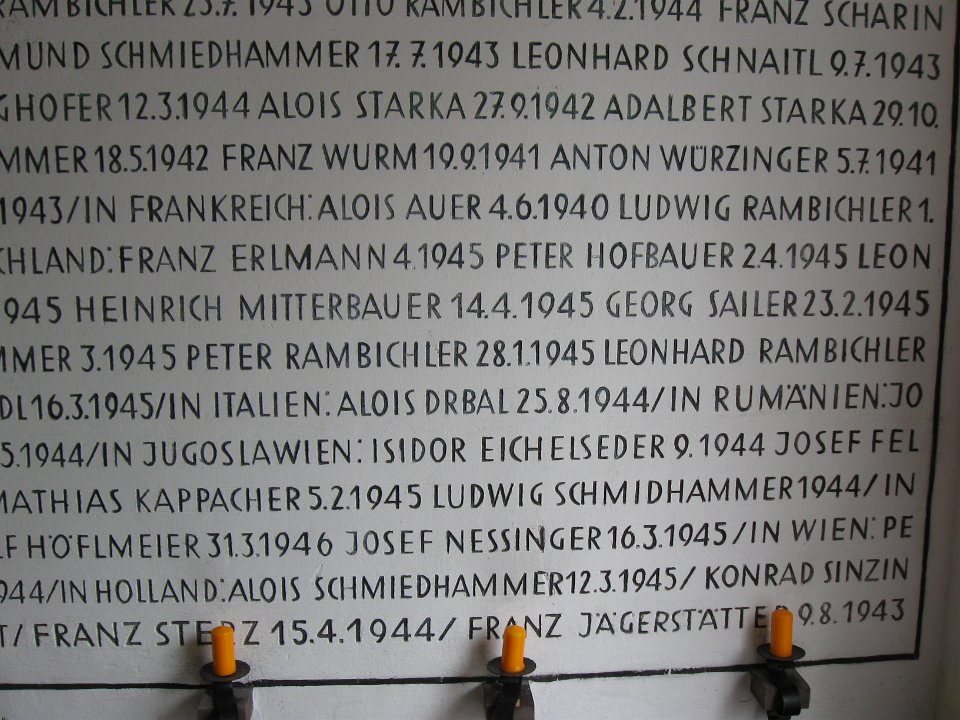 RAMBICHLER 23.7.1943 OTTO RAMBICHLER 4.2.1944 FRANZ SCHARIN
MUND SCHMIEDHAMMER 17.7.1943 LEONHARD SCHNAITL 9.7.1943
GHOFER 12.3.1944 ALOIS STARKA 27.9.1942 ADALBERT STARKA 29.10.
MMER 18.5.1942 FRANZ WURM 19.9.1941 ANTON WÜRZINGER 5.7.1941
1943/IN FRANKREICH: ALOIS AUER 4.6.1940 LUDWIG RAMBICHLER 1.
CHLAND: FRANZ ERLMANN 4.1945 PETER HOFBAUER 2.4.1945 LEON
1945 HEINRICH MITTERBAUER 14.4.1945 GEORG SAILER 23.2.1945
MMER 3.1945 PETER RAMBICHLER 28.1.1945 LEONHARD RAMBICHLER
DL 16.3.1945/IN ITALIEN: ALOIS DRBAL 25.8.1944/IN RUMÄNIEN: JO
5.1944/IN JUGOSLAWIEN: ISIDOR EICHELSEDER 9.1944 JOSEF FEL
MATHIAS KAPPACHER 5.2.1945 LUDWIG SCHMIDHAMMER 1944/IN
LF HÖFLMEIER 31.3.1946 JOSEF NESSINGER 16.3.1945/IN WIEN: PE
944/IN HOLLAND: ALOIS SCHMIEDHAMMER 12.3.1945/ KONRAD SINZIN
T/ FRANZ STERZ 15.4.1944/ FRANZ JÄGERSTÄTTER 9.8.1943